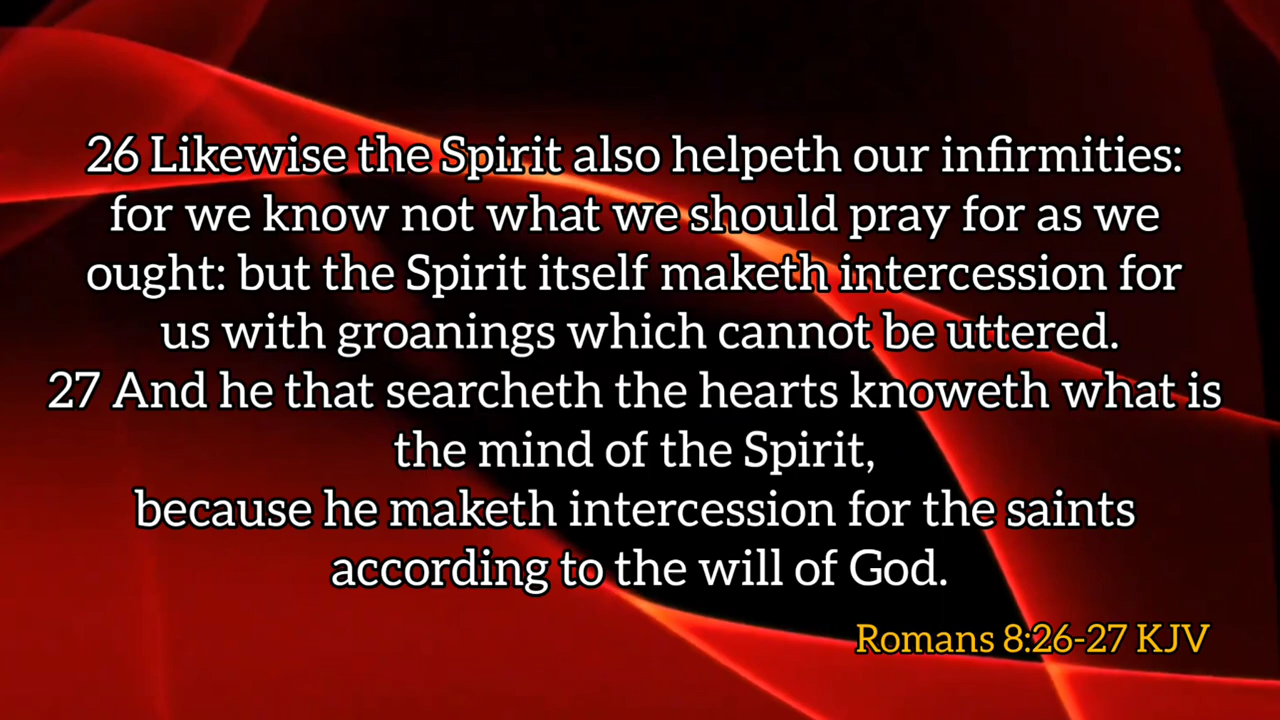 26 Likewise the Spirit also helpeth our infirmities:
for we know not what we should pray for as we
ought: but the Spirit itself maketh intercession for
us with groanings which cannot be uttered.
27 And he that searcheth the hearts knoweth what is
the mind of the Spirit,
because he maketh intercession for the saints
according to the will of God.
Romans 8:26-27 KJV